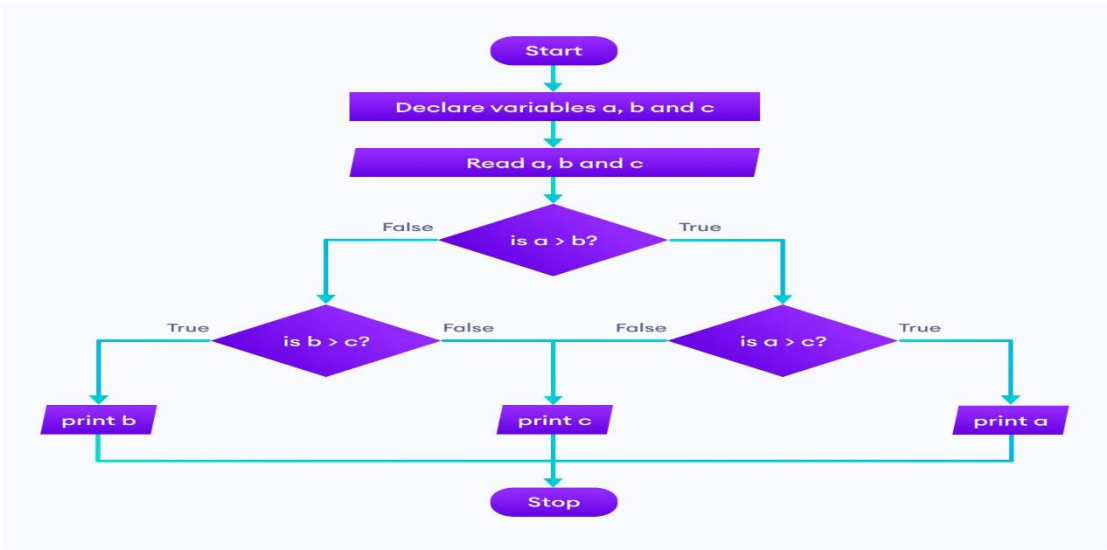 Start
Declare variables a, b and c
Read a, b and c
False
True
is a > b?
True
False
False
True
is b > c?
is a > c?
print b
print c
print a
Stop